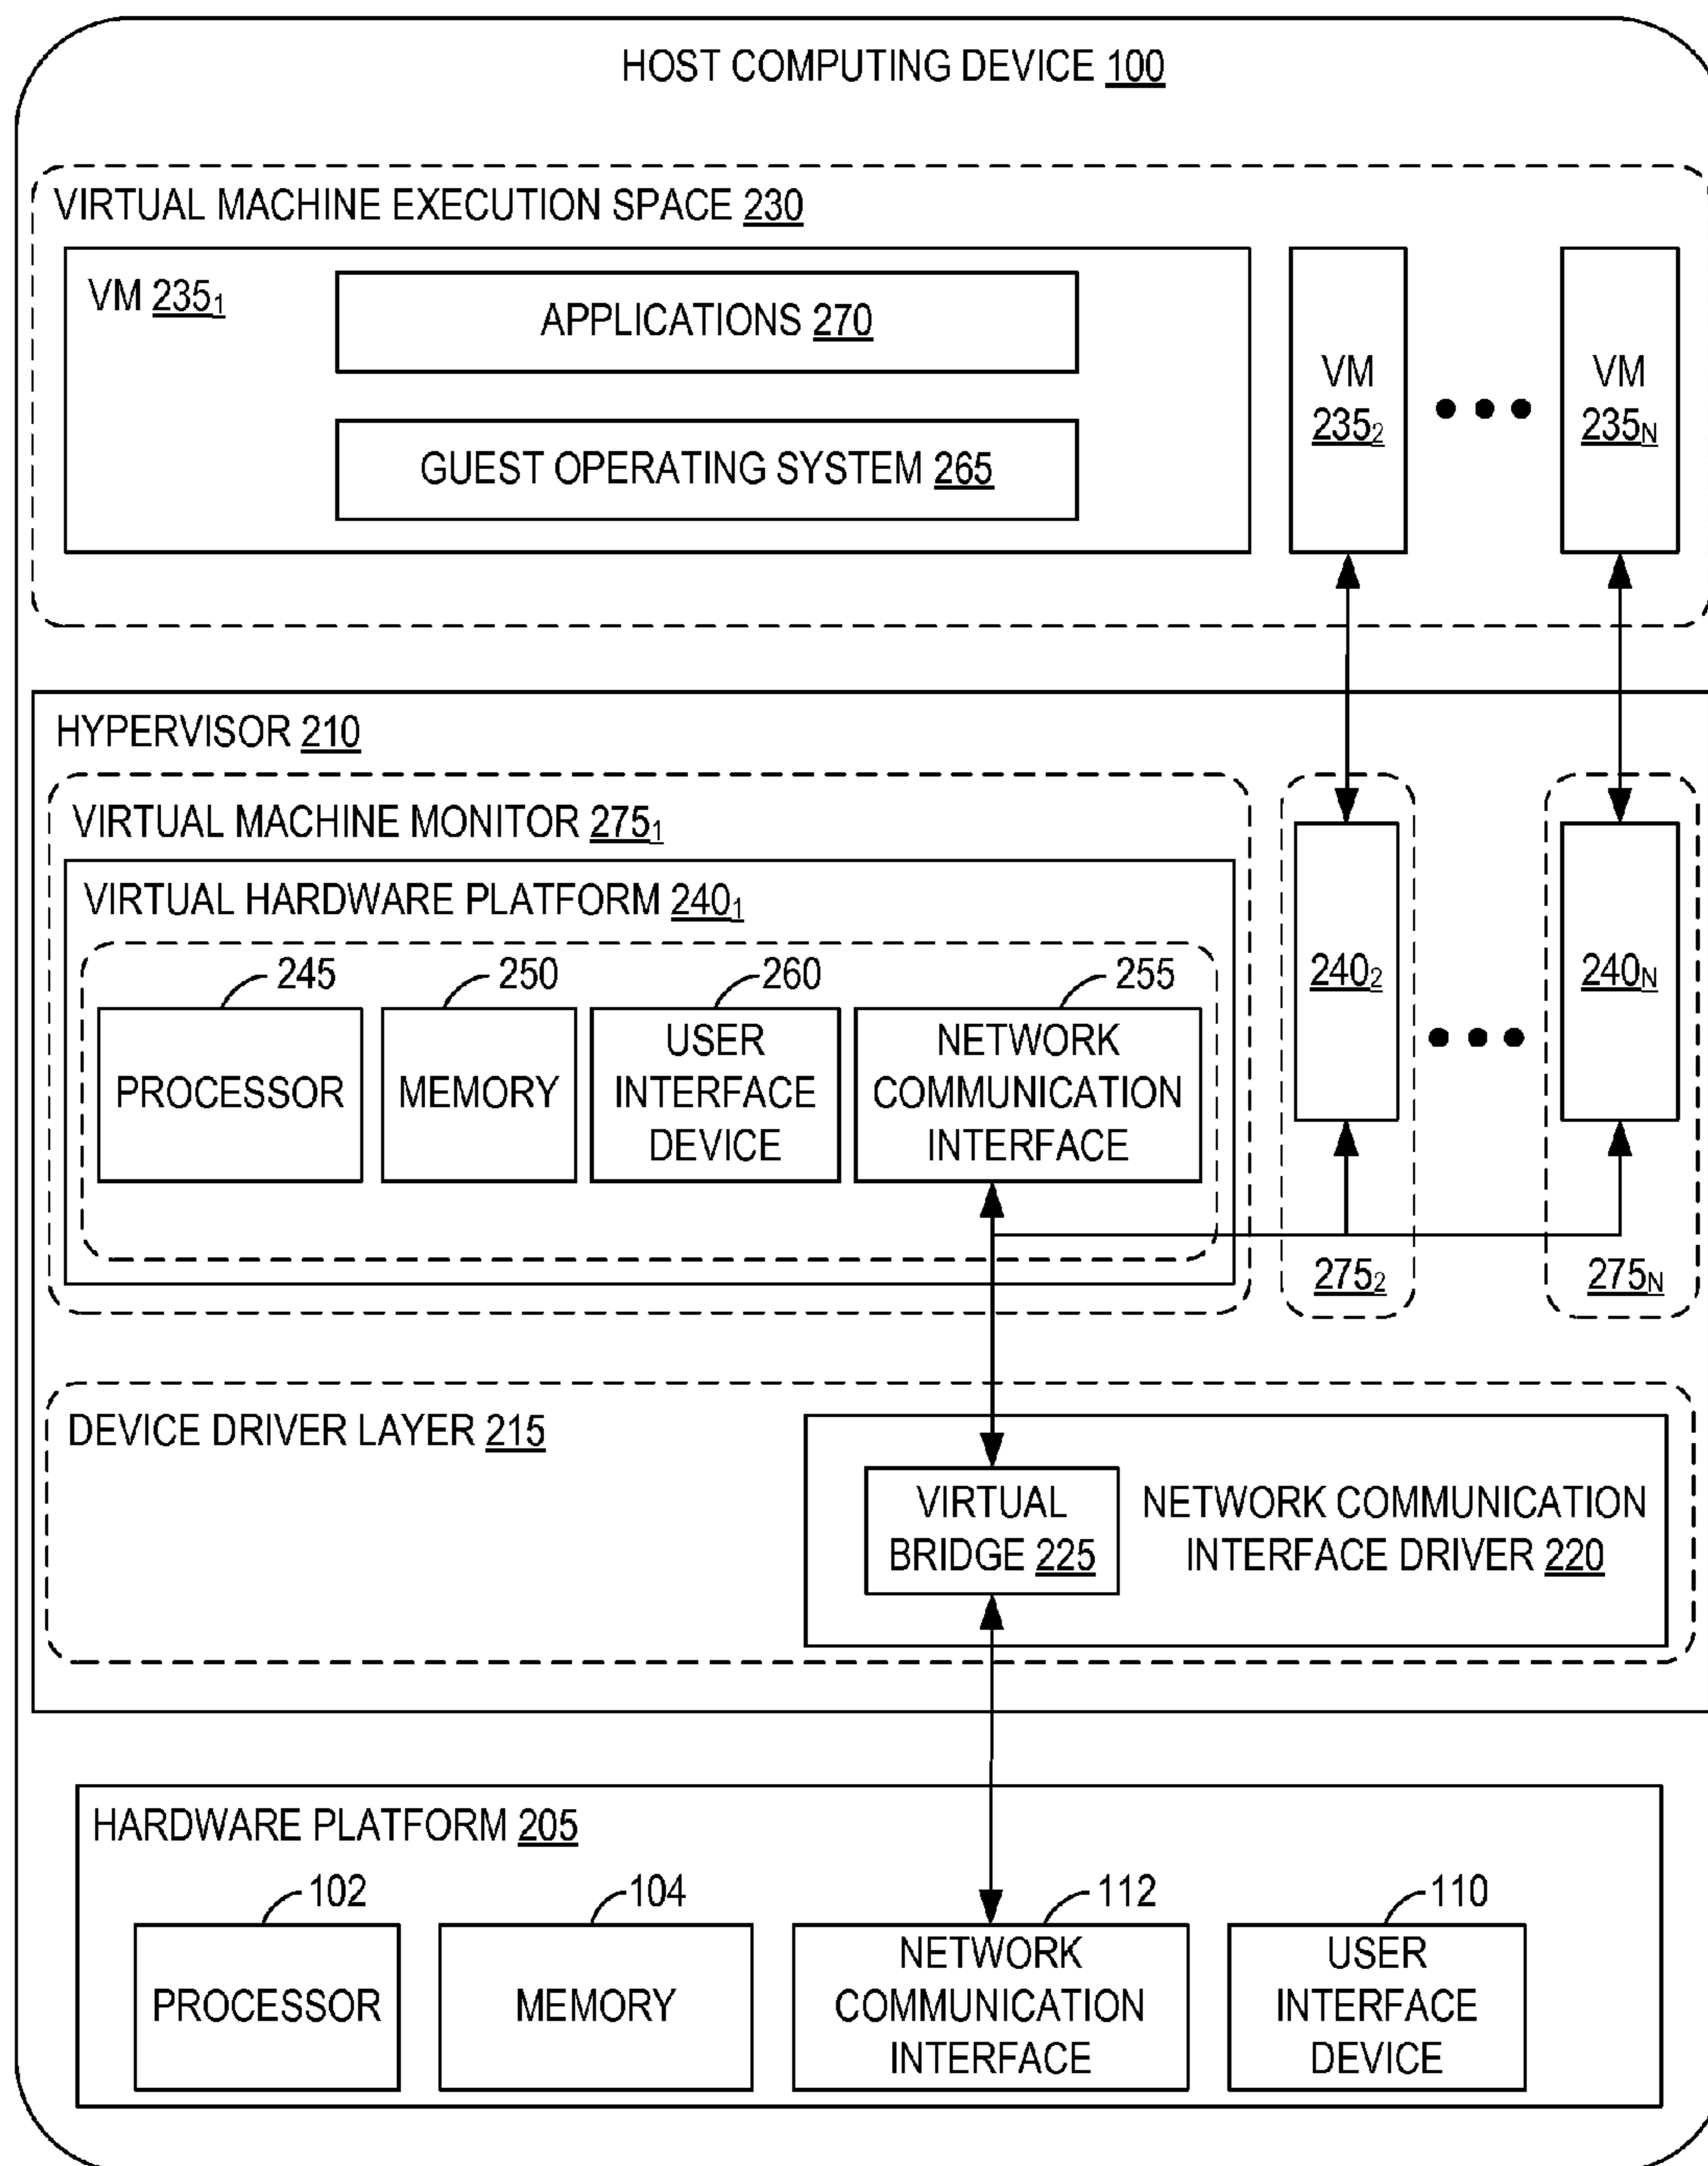 HOST COMPUTING DEVICE 100
VIRTUAL MACHINE EXECUTION SPACE 230
VM 235₁
APPLICATIONS 270
GUEST OPERATING SYSTEM 265
VM
235₂
VM
235N
HYPERVISOR 210
VIRTUAL MACHINE MONITOR 275₁
VIRTUAL HARDWARE PLATFORM 240₁
245
250
260
255
PROCESSOR
MEMORY
USER
INTERFACE
DEVICE
NETWORK
COMMUNICATION
INTERFACE
240₂
240N
275₂
275N
DEVICE DRIVER LAYER 215
VIRTUAL
BRIDGE 225
NETWORK COMMUNICATION
INTERFACE DRIVER 220
HARDWARE PLATFORM 205
102
104
112
110
PROCESSOR
MEMORY
NETWORK
COMMUNICATION
INTERFACE
USER
INTERFACE
DEVICE